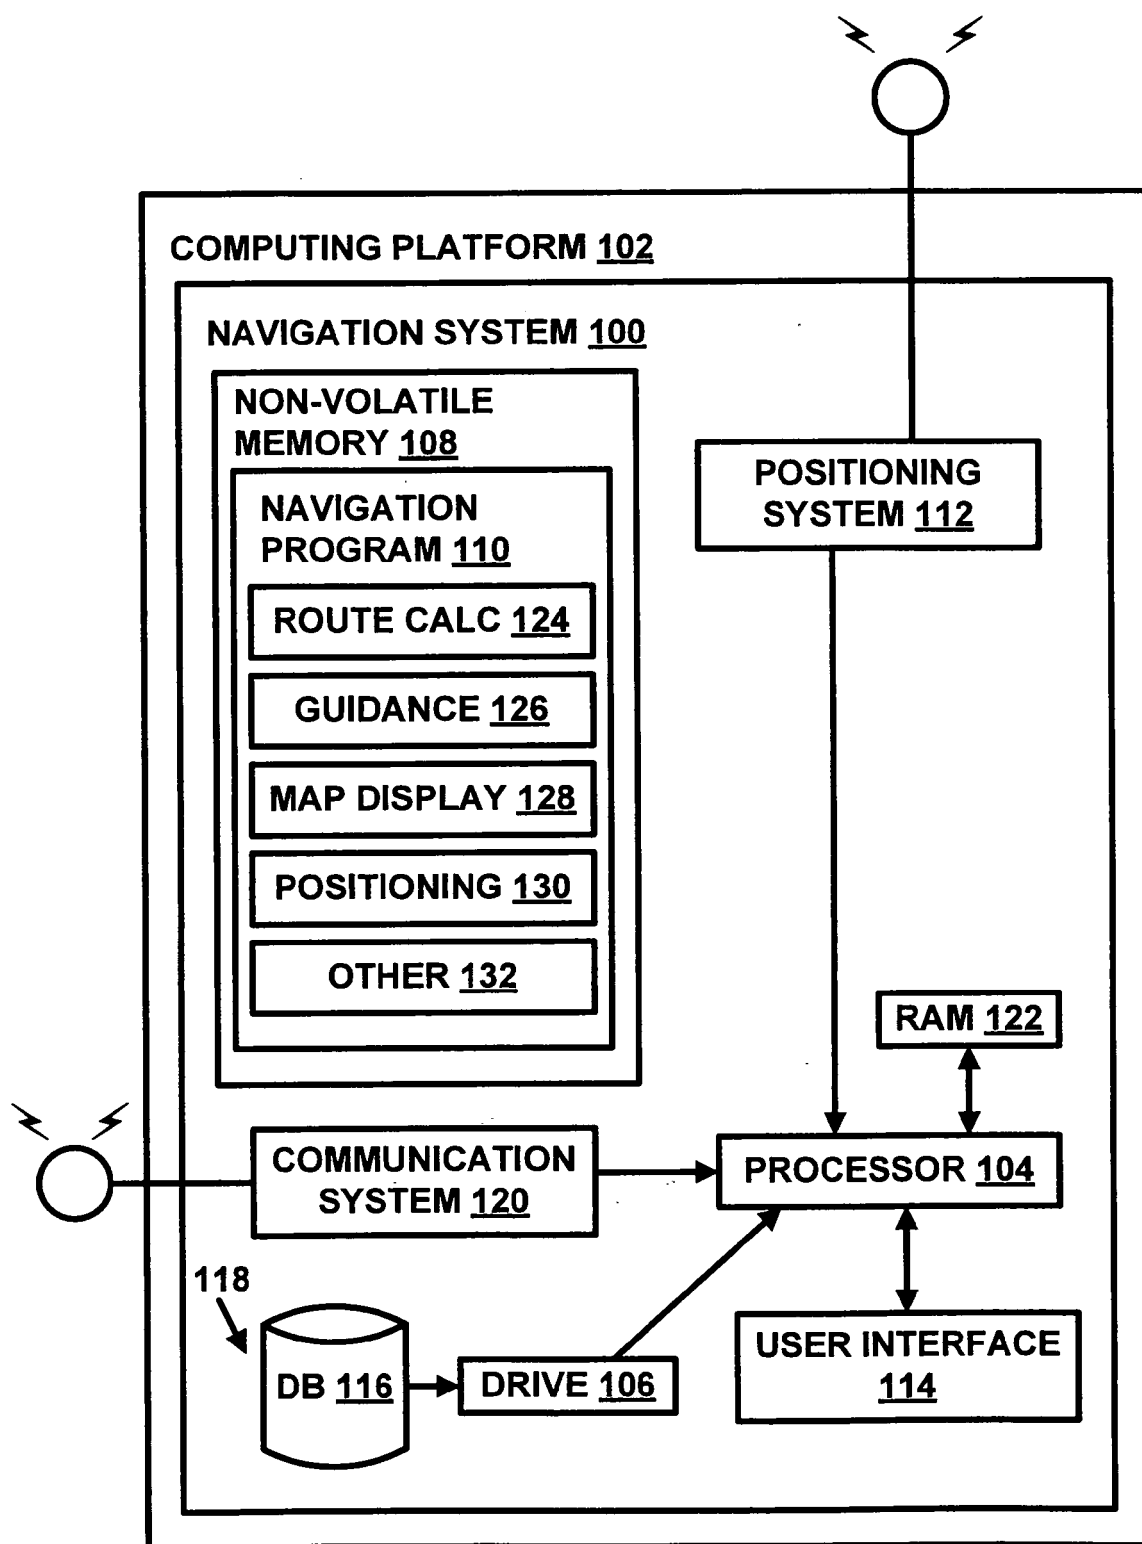 COMPUTING PLATFORM 102
NAVIGATION SYSTEM 100
NON-VOLATILE
MEMORY 108
NAVIGATION
PROGRAM 110
ROUTE CALC 124
GUIDANCE 126
MAP DISPLAY 128
POSITIONING 130
OTHER 132
POSITIONING
SYSTEM 112
RAM 122
COMMUNICATION
SYSTEM 120
PROCESSOR 104
118
DB 116
DRIVE 106
USER INTERFACE
114